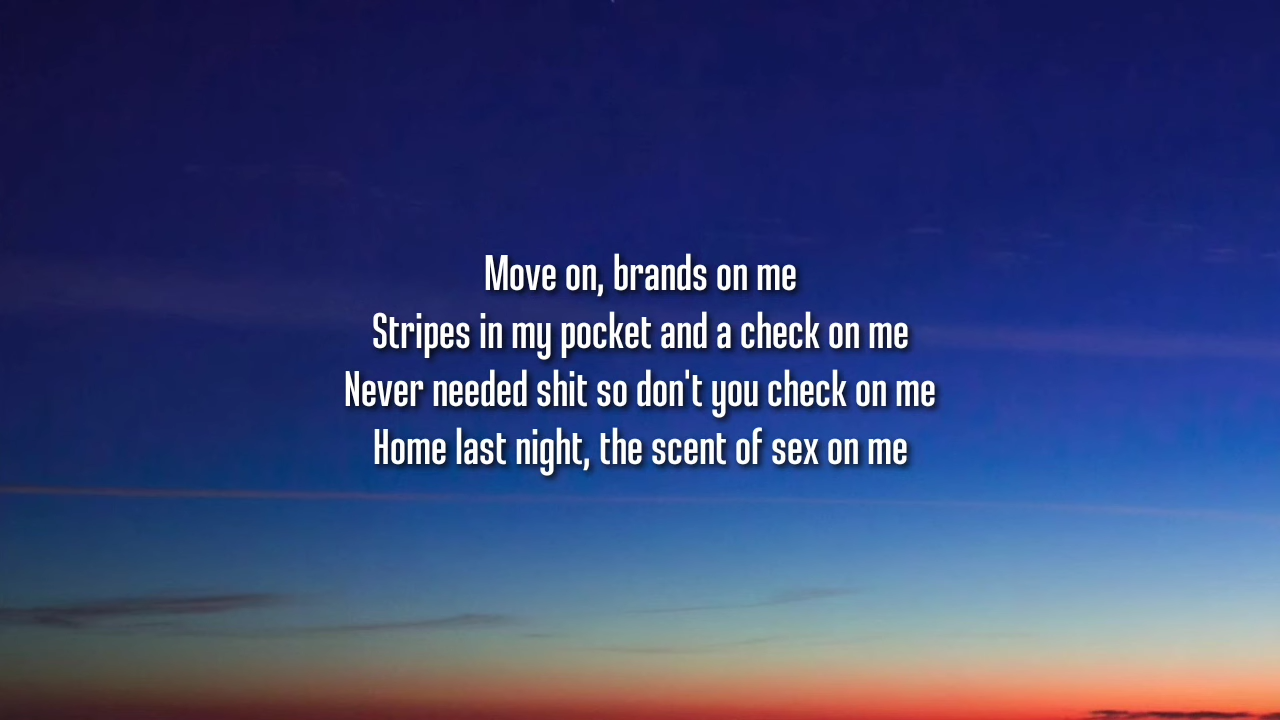 Move on, brands on me
Stripes in my pocket and a check on me
Never needed shit so don't you check on me
Home last night, the scent of sex on me